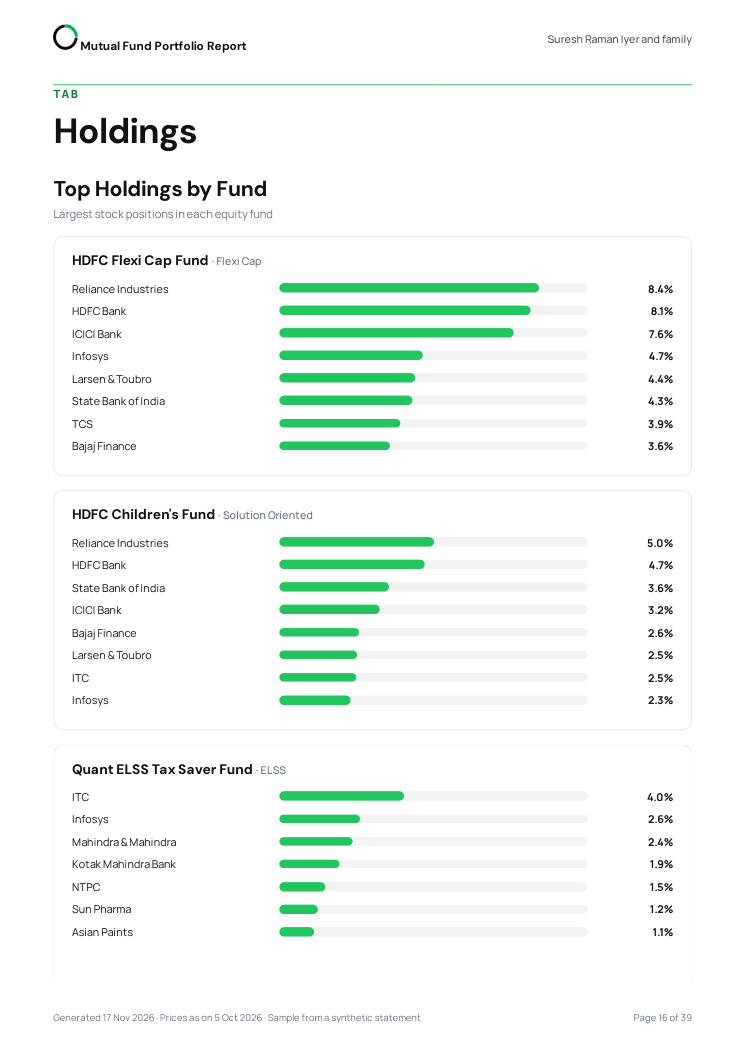 Mutual Fund Portfolio Report
Suresh Raman Iyer and family
TAB
Holdings
Top Holdings by Fund
Largest stock positions in each equity fund
HDFC Flexi Cap Fund · Flexi Cap
Reliance Industries 8.4%
HDFC Bank 8.1%
ICICI Bank 7.6%
Infosys 4.7%
Larsen & Toubro 4.4%
State Bank of India 4.3%
TCS 3.9%
Bajaj Finance 3.6%
HDFC Children's Fund · Solution Oriented
Reliance Industries 5.0%
HDFC Bank 4.7%
State Bank of India 3.6%
ICICI Bank 3.2%
Bajaj Finance 2.6%
Larsen & Toubro 2.5%
ITC 2.5%
Infosys 2.3%
Quant ELSS Tax Saver Fund · ELSS
ITC 4.0%
Infosys 2.6%
Mahindra & Mahindra 2.4%
Kotak Mahindra Bank 1.9%
NTPC 1.5%
Sun Pharma 1.2%
Asian Paints 1.1%
Generated 17 Nov 2026 · Prices as on 5 Oct 2026 · Sample from a synthetic statement
Page 16 of 39